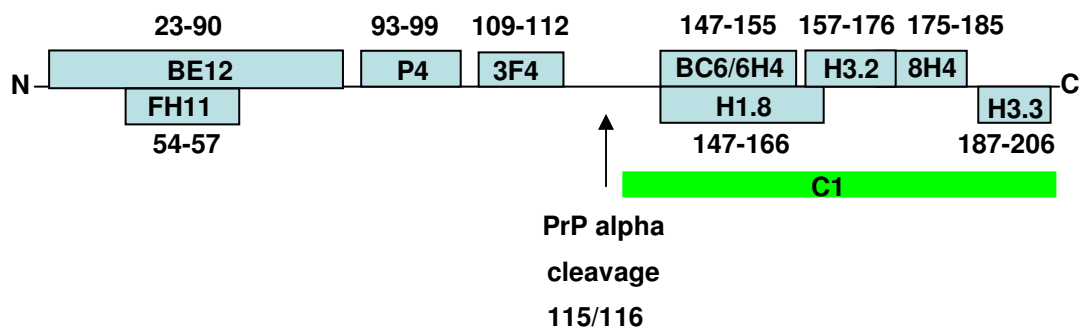 23-90 93-99 109-112 147-155 157-176 175-185
BE12 P4 3F4 BC6/6H4 H3.2 8H4
N C
FH11 H1.8 H3.3
54-57 147-166 187-206
C1
PrP alpha
cleavage
115/116